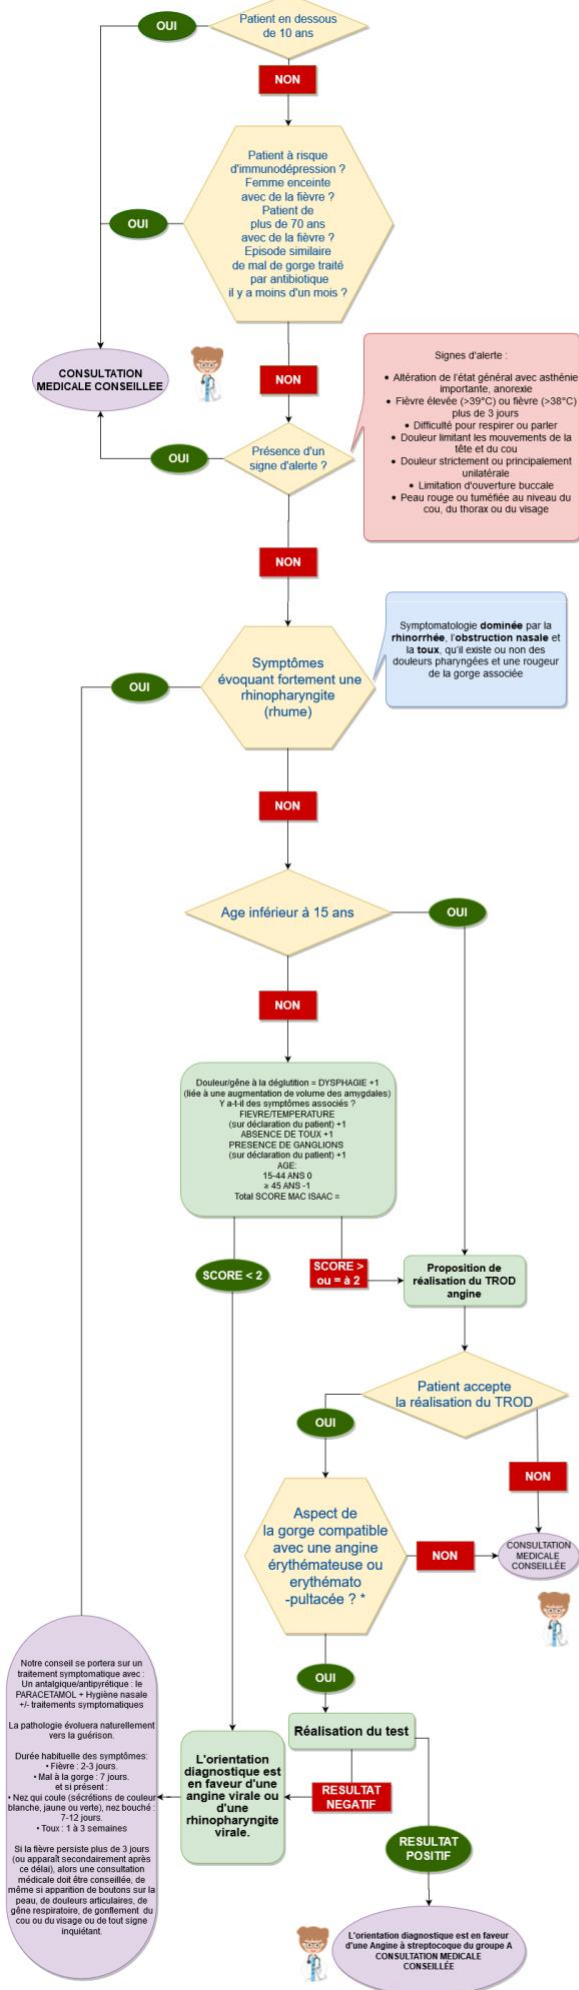 Patient en dessous
de 10 ans
OUI
NON
Patient à risque
d'immunodépression ?
Femme enceinte
avec de la fièvre ?
Patient de
plus de 70 ans
avec de la fièvre ?
Episode similaire
de mal de gorge traité
par antibiotique
il y a moins d'un mois ?
OUI
CONSULTATION
MEDICALE CONSEILLEE
NON
Signes d'alerte :
• Altération de l'état général avec asthénie
importante, anorexie
• Fièvre élevée (>39°C) ou fièvre (>38°C)
plus de 3 jours
• Difficulté pour respirer ou parler
• Douleur limitant les mouvements de la
tête et du cou
• Douleur strictement ou principalement
unilatérale
• Limitation d'ouverture buccale
• Peau rouge ou tuméfiée au niveau du
cou, du thorax ou du visage
Présence d'un
signe d'alerte ?
OUI
NON
Symptomatologie dominée par la
rhinorrhée, l'obstruction nasale et
la toux, qu'il existe ou non des
douleurs pharyngées et une rougeur
de la gorge associée
Symptômes
évoquant fortement une
rhinopharyngite
(rhume)
OUI
NON
Age inférieur à 15 ans
OUI
NON
Douleur/gêne à la déglutition = DYSPHAGIE +1
(liée à une augmentation de volume des amygdales)
Y a-t-il des symptômes associés ?
FIEVRE/TEMPERATURE
(sur déclaration du patient) +1
ABSENCE DE TOUX +1
PRESENCE DE GANGLIONS
(sur déclaration du patient) +1
AGE:
15-44 ANS 0
≥ 45 ANS -1
Total SCORE MAC ISAAC =
SCORE < 2
SCORE >
ou = à 2
Proposition de
réalisation du TROD
angine
Patient accepte
la réalisation du TROD
OUI
NON
Aspect de
la gorge compatible
avec une angine
érythémateuse ou
erythémato
-pultacée ? *
NON
CONSULTATION
MEDICALE
CONSEILLÉE
OUI
Réalisation du test
RESULTAT
NEGATIF
RESULTAT
POSITIF
L'orientation
diagnostique est
en faveur d'une
angine virale ou
d'une
rhinopharyngite
virale.
Notre conseil se portera sur un
traitement symptomatique avec :
Un antalgique/antipyrétique : le
PARACETAMOL + Hygiène nasale
+/- traitements symptomatiques
La pathologie évoluera naturellement
vers la guérison.
Durée habituelle des symptômes:
• Fièvre : 2-3 jours.
• Mal à la gorge : 7 jours.
et si présent :
• Nez qui coule (sécrétions de couleur
blanche, jaune ou verte), nez bouché :
7-12 jours.
• Toux : 1 à 3 semaines
Si la fièvre persiste plus de 3 jours
(ou apparaît secondairement après
ce délai), alors une consultation
médicale doit être conseillée, de
même si apparition de boutons sur la
peau, de douleurs articulaires, de
gêne respiratoire, de gonflement du
cou ou du visage ou de tout signe
inquiétant.
L'orientation diagnostique est en faveur
d'une Angine à streptocoque du groupe A
CONSULTATION MEDICALE
CONSEILLÉE